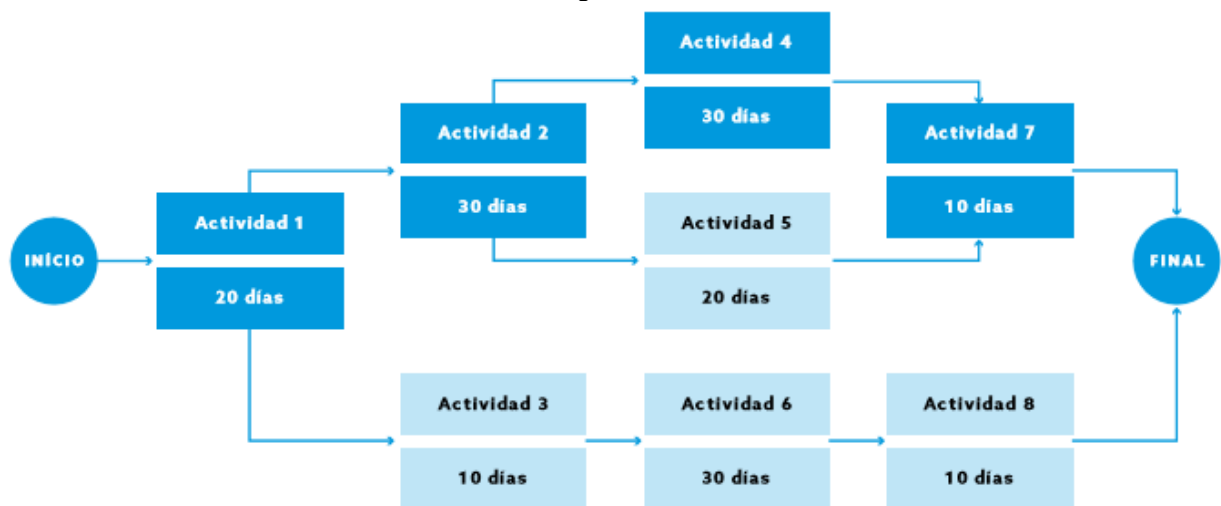 INÍCIO
Actividad 1
20 días
Actividad 2
30 días
Actividad 4
30 días
Actividad 5
20 días
Actividad 7
10 días
Actividad 3
10 días
Actividad 6
30 días
Actividad 8
10 días
FINAL